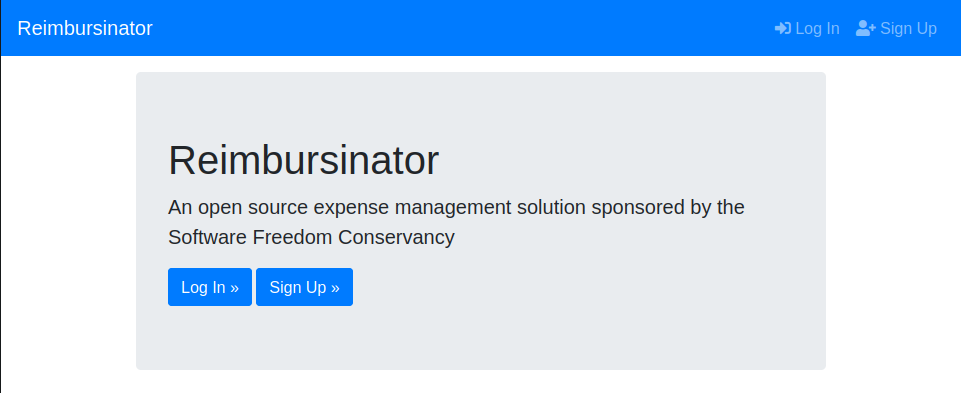 Reimbursinator
Log In
Sign Up
Reimbursinator
An open source expense management solution sponsored by the
Software Freedom Conservancy
Log In »
Sign Up »